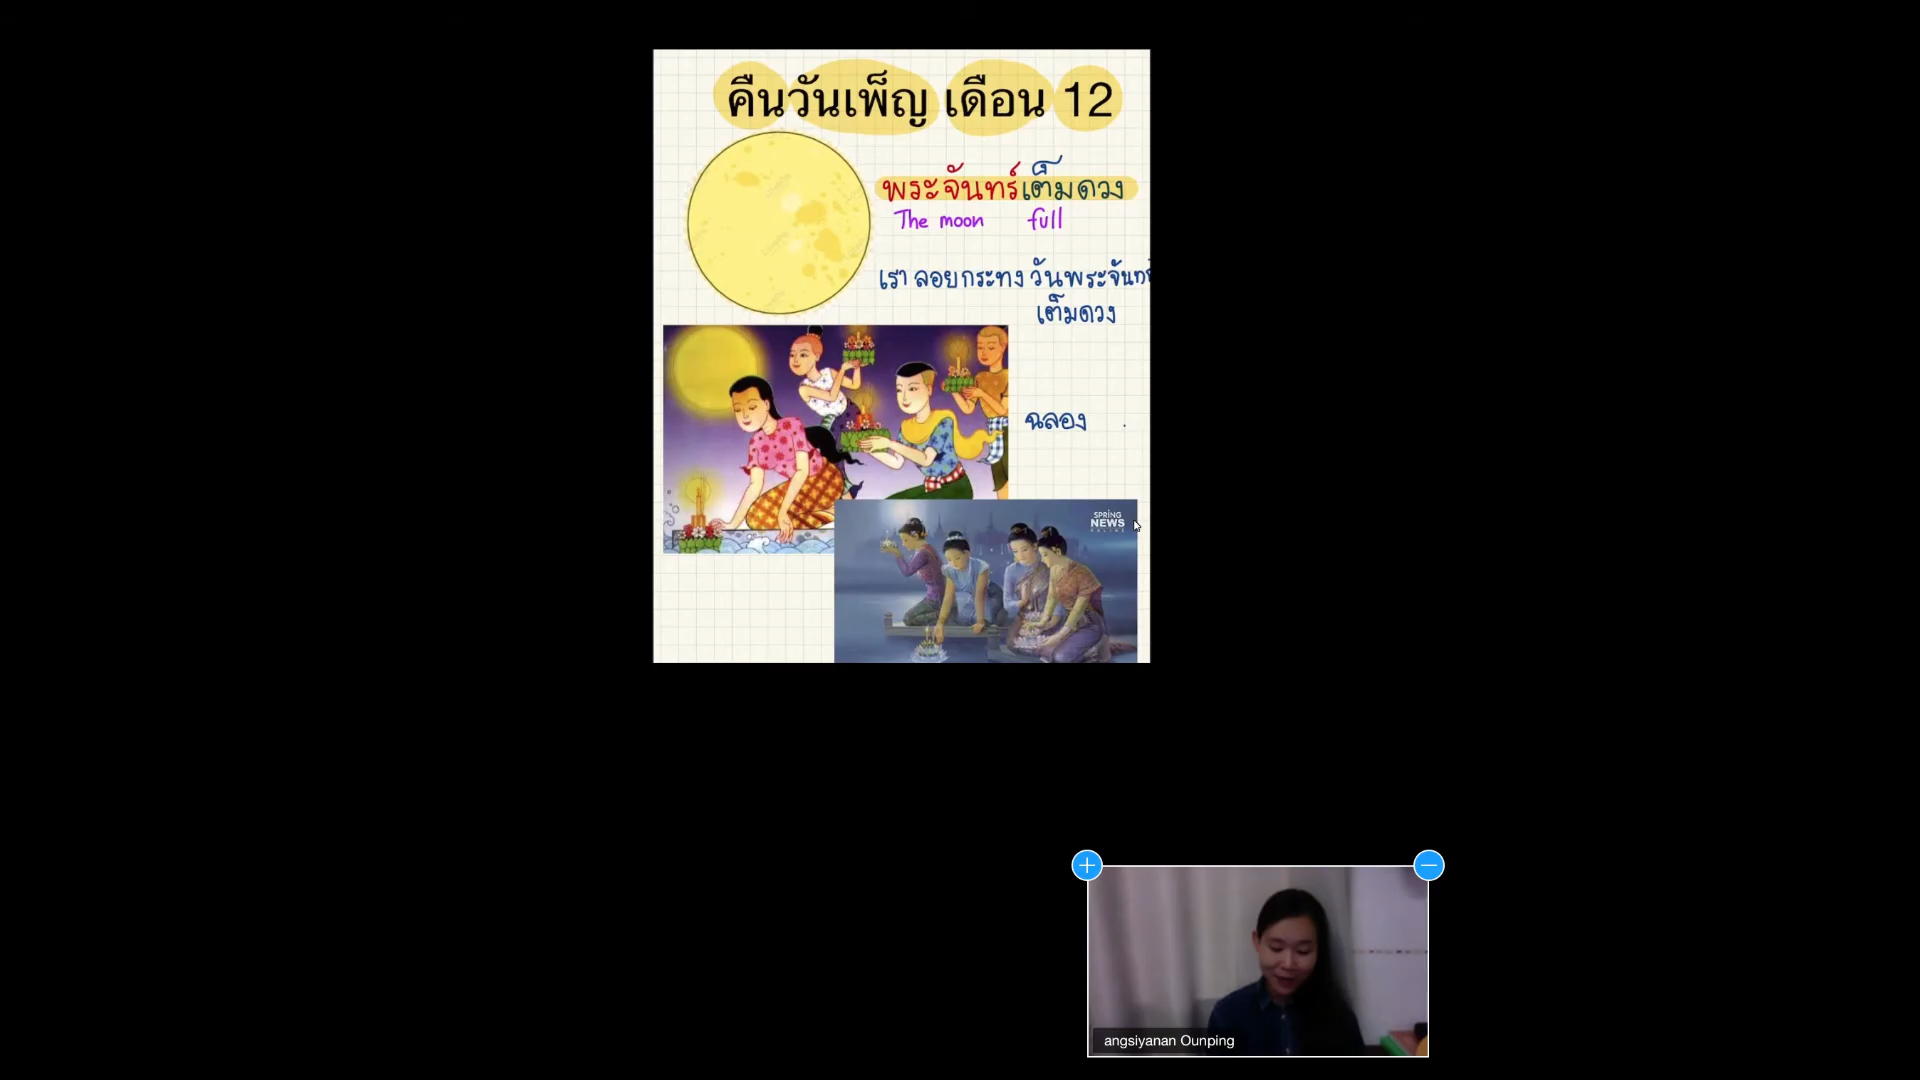 คืนวันเพ็ญ เดือน 12
พระจันทร์เต็มดวง
The moon full
เรา ลอยกระทง วันพระจันทร์
เต็มดวง
ฉลอง
SPRING
NEWS
ONLINE
angsiyanan Ounping